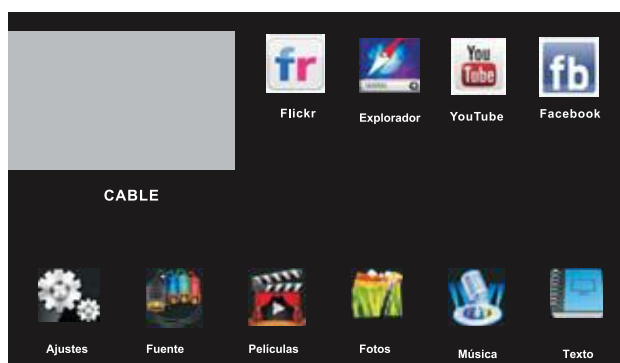 fr
You
Tube
fb
Flickr
Explorador
YouTube
Facebook
CABLE
Ajustes
Fuente
Películas
Fotos
Música
Texto